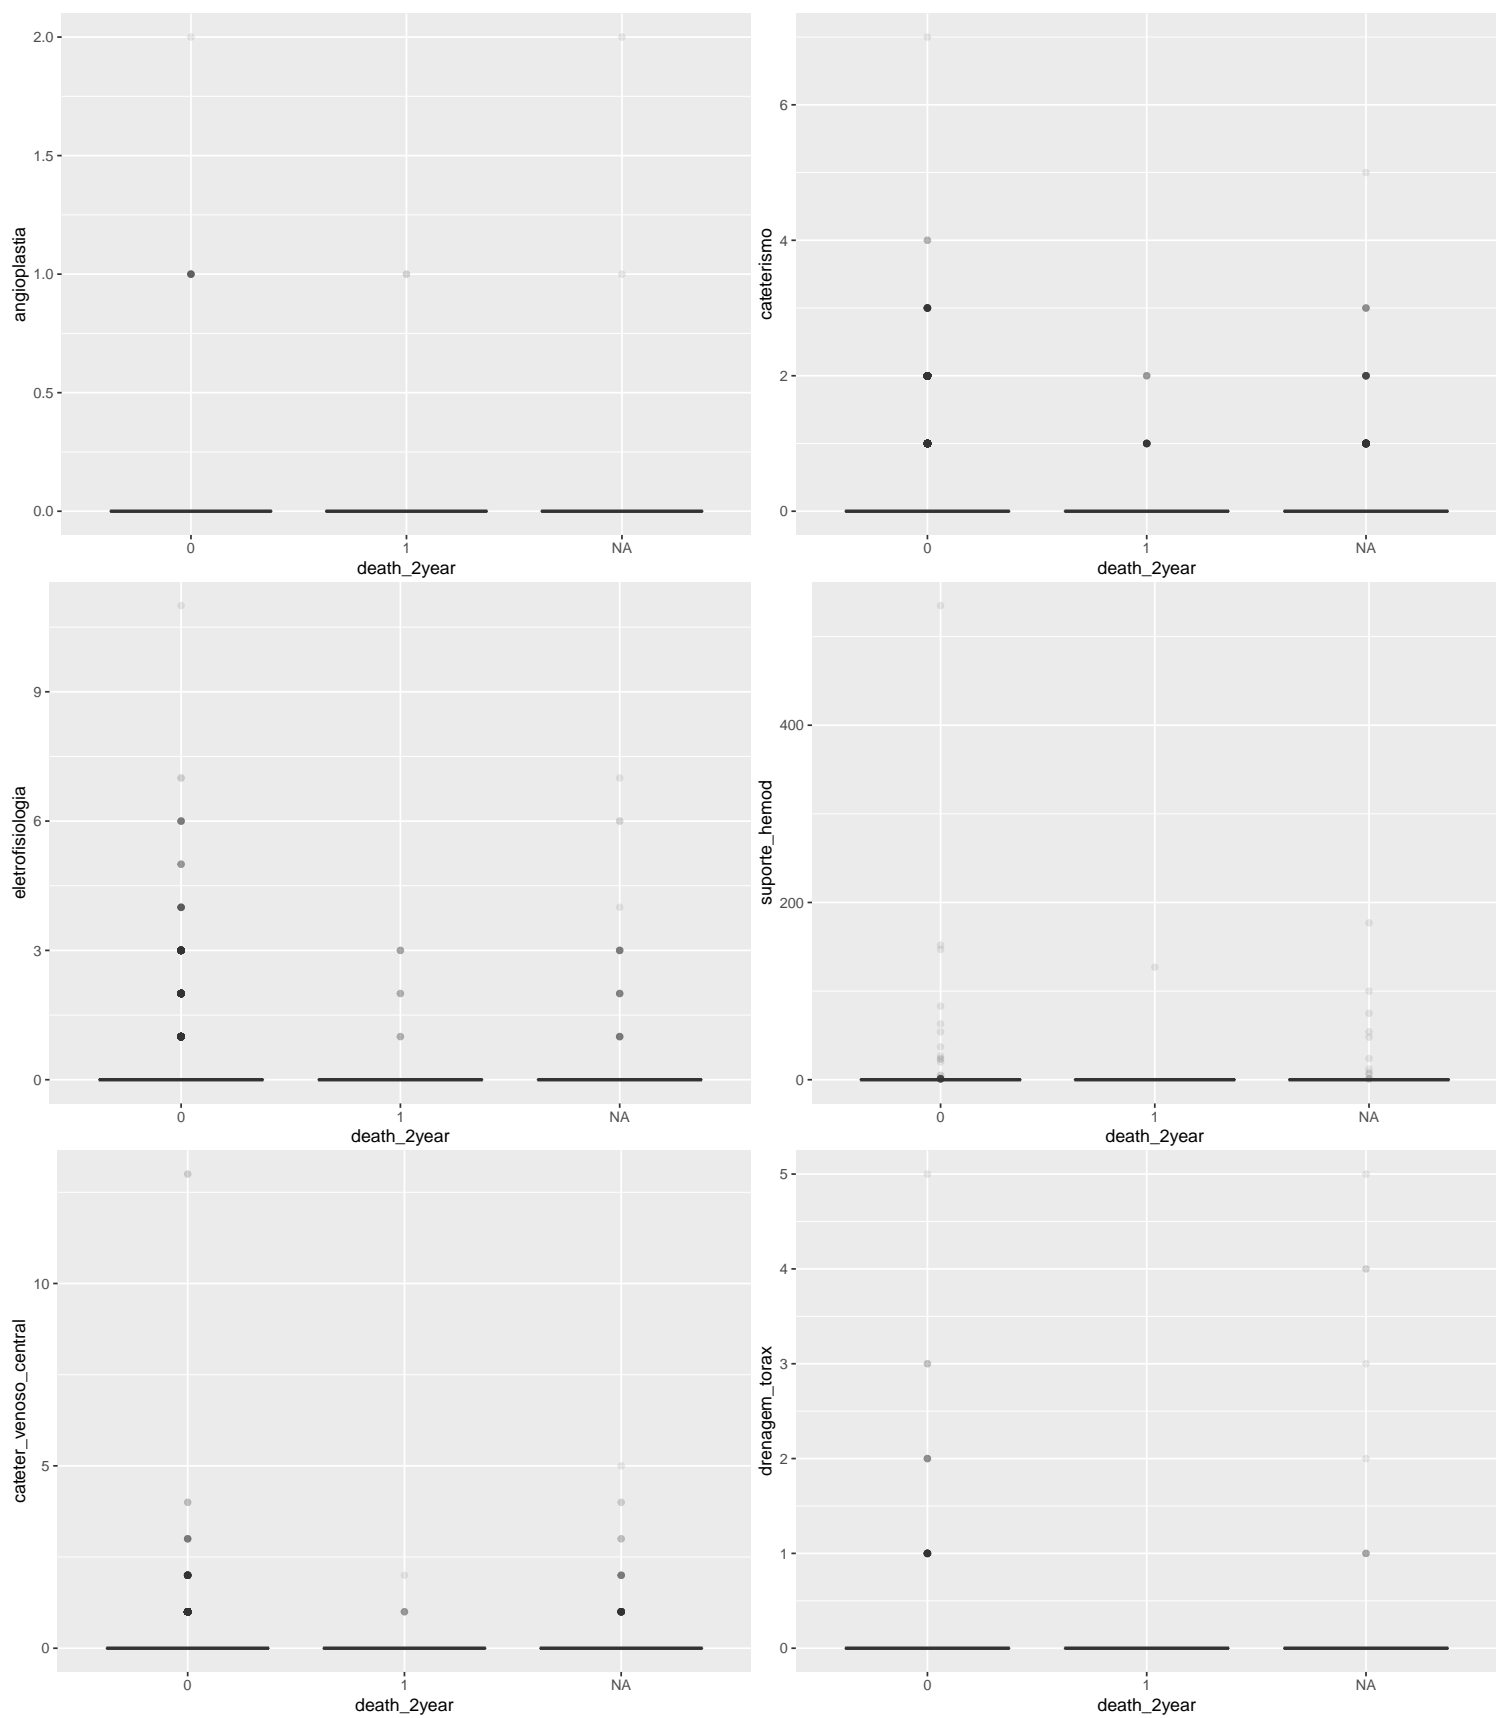 angioplastia
2.0
1.5
1.0
0.5
0.0
0 1 NA
death_2year
cateterismo
6
4
2
0
0 1 NA
death_2year
eletrofisiologia
9
6
3
0
0 1 NA
death_2year
suporte_hemod
400
200
0
0 1 NA
death_2year
cateter_venoso_central
10
5
0
0 1 NA
death_2year
drenagem_torax
5
4
3
2
1
0
0 1 NA
death_2year